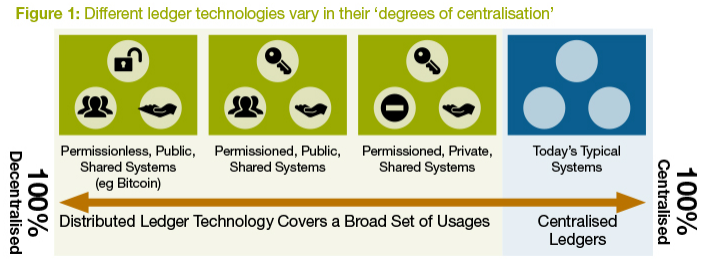 Figure 1: Different ledger technologies vary in their ‘degrees of centralisation’
Permissionless, Public,
Shared Systems
(eg Bitcoin)
Permissioned, Public,
Shared Systems
Permissioned, Private,
Shared Systems
Today’s Typical
Systems
100%
Decentralised
100%
Centralised
Distributed Ledger Technology Covers a Broad Set of Usages
Centralised
Ledgers